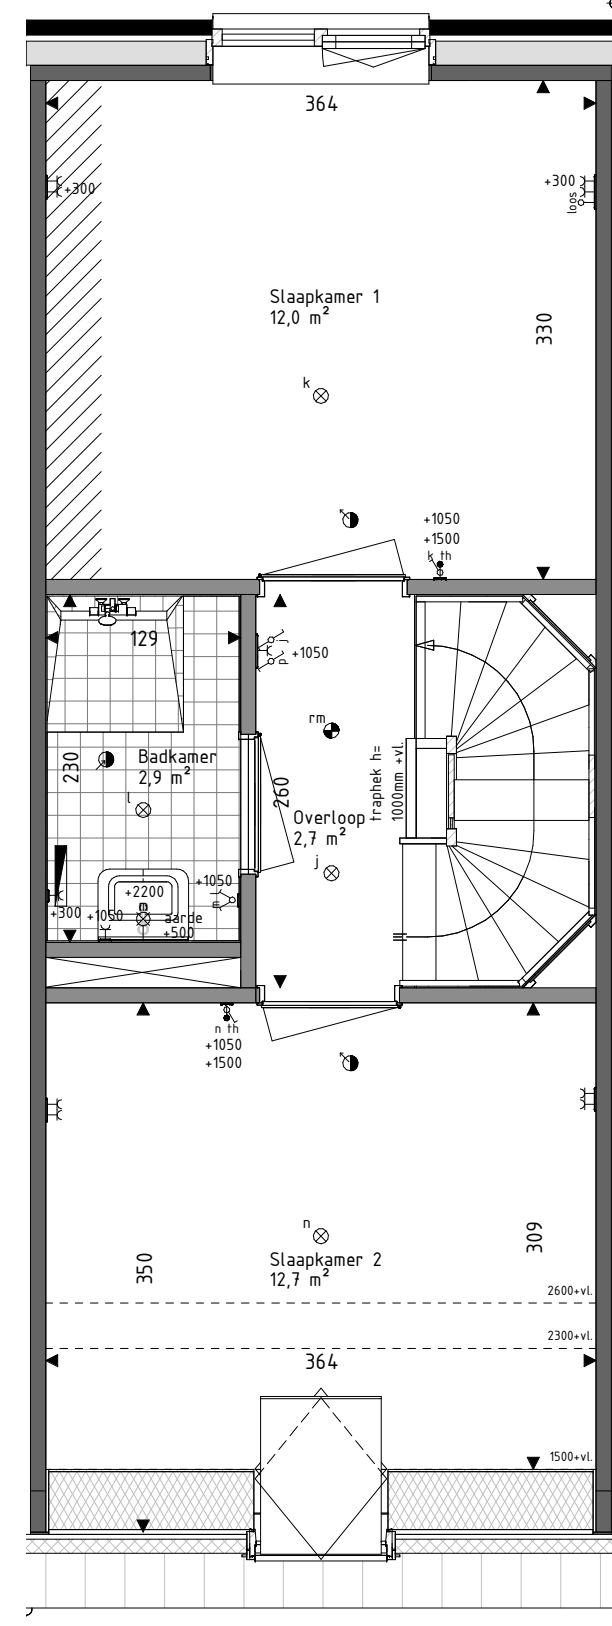 364
+300
+300
loos
Slaapkamer 1
12,0 m²
330
k
+1050
+1500
k th
129
j
p
+1050
rm
230
Badkamer
2,9 m²
260
traphek h=
1000mm +vl.
Overloop
2,7 m²
l
j
+2200
+1050
m
+300
+1050
aarde
+500
n th
+1050
+1500
n
309
350
Slaapkamer 2
12,7 m²
2600+vl.
2300+vl.
364
1500+vl.